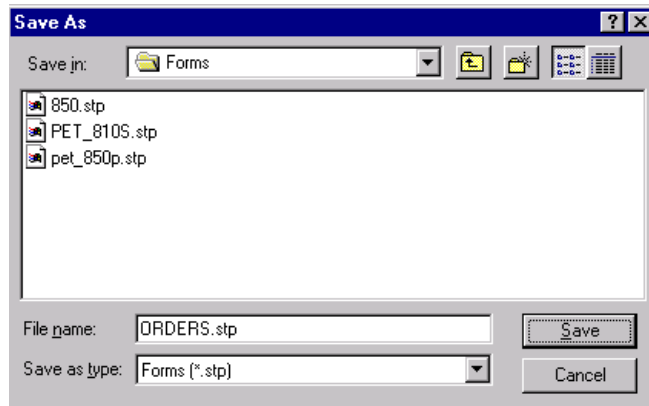 Save As
Save in: Forms
850.stp
PET_810S.stp
pet_850p.stp
File name: ORDERS.stp Save
Save as type: Forms (*.stp) Cancel